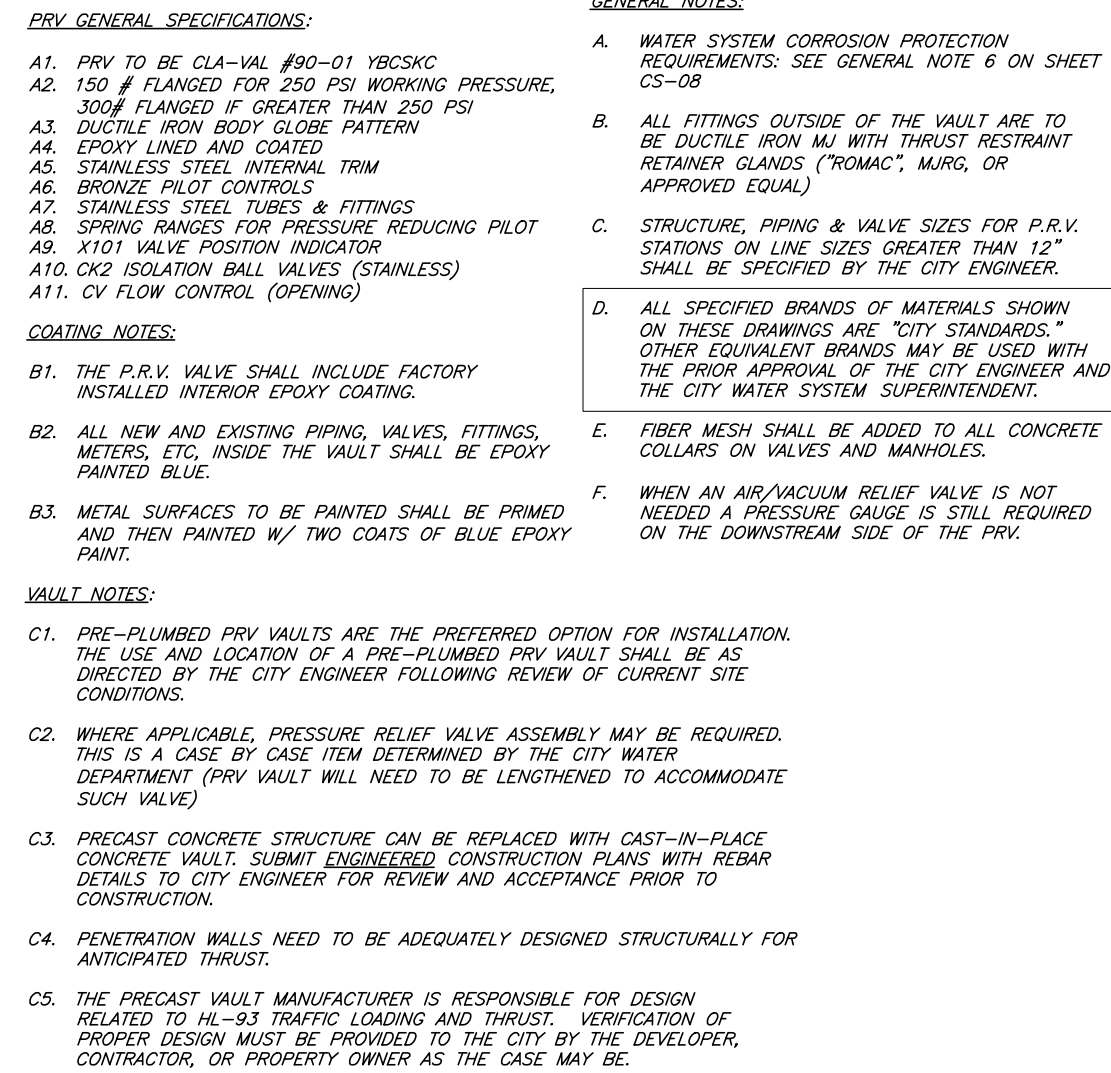 PRV GENERAL SPECIFICATIONS:
A1. PRV TO BE CLA-VAL #90-01 YBCSKC
A2. 150 # FLANGED FOR 250 PSI WORKING PRESSURE,
300# FLANGED IF GREATER THAN 250 PSI
A3. DUCTILE IRON BODY GLOBE PATTERN
A4. EPOXY LINED AND COATED
A5. STAINLESS STEEL INTERNAL TRIM
A6. BRONZE PILOT CONTROLS
A7. STAINLESS STEEL TUBES & FITTINGS
A8. SPRING RANGES FOR PRESSURE REDUCING PILOT
A9. X101 VALVE POSITION INDICATOR
A10. CK2 ISOLATION BALL VALVES (STAINLESS)
A11. CV FLOW CONTROL (OPENING)
COATING NOTES:
B1. THE P.R.V. VALVE SHALL INCLUDE FACTORY
INSTALLED INTERIOR EPOXY COATING.
B2. ALL NEW AND EXISTING PIPING, VALVES, FITTINGS,
METERS, ETC, INSIDE THE VAULT SHALL BE EPOXY
PAINTED BLUE.
B3. METAL SURFACES TO BE PAINTED SHALL BE PRIMED
AND THEN PAINTED W/ TWO COATS OF BLUE EPOXY
PAINT.
VAULT NOTES:
C1. PRE-PLUMBED PRV VAULTS ARE THE PREFERRED OPTION FOR INSTALLATION.
THE USE AND LOCATION OF A PRE-PLUMBED PRV VAULT SHALL BE AS
DIRECTED BY THE CITY ENGINEER FOLLOWING REVIEW OF CURRENT SITE
CONDITIONS.
C2. WHERE APPLICABLE, PRESSURE RELIEF VALVE ASSEMBLY MAY BE REQUIRED.
THIS IS A CASE BY CASE ITEM DETERMINED BY THE CITY WATER
DEPARTMENT (PRV VAULT WILL NEED TO BE LENGTHENED TO ACCOMMODATE
SUCH VALVE)
C3. PRECAST CONCRETE STRUCTURE CAN BE REPLACED WITH CAST-IN-PLACE
CONCRETE VAULT. SUBMIT ENGINEERED CONSTRUCTION PLANS WITH REBAR
DETAILS TO CITY ENGINEER FOR REVIEW AND ACCEPTANCE PRIOR TO
CONSTRUCTION.
C4. PENETRATION WALLS NEED TO BE ADEQUATELY DESIGNED STRUCTURALLY FOR
ANTICIPATED THRUST.
C5. THE PRECAST VAULT MANUFACTURER IS RESPONSIBLE FOR DESIGN
RELATED TO HL-93 TRAFFIC LOADING AND THRUST. VERIFICATION OF
PROPER DESIGN MUST BE PROVIDED TO THE CITY BY THE DEVELOPER,
CONTRACTOR, OR PROPERTY OWNER AS THE CASE MAY BE.
GENERAL NOTES:
A. WATER SYSTEM CORROSION PROTECTION
REQUIREMENTS: SEE GENERAL NOTE 6 ON SHEET
CS-08
B. ALL FITTINGS OUTSIDE OF THE VAULT ARE TO
BE DUCTILE IRON MJ WITH THRUST RESTRAINT
RETAINER GLANDS ("ROMAC", MJRG, OR
APPROVED EQUAL)
C. STRUCTURE, PIPING & VALVE SIZES FOR P.R.V.
STATIONS ON LINE SIZES GREATER THAN 12"
SHALL BE SPECIFIED BY THE CITY ENGINEER.
D. ALL SPECIFIED BRANDS OF MATERIALS SHOWN
ON THESE DRAWINGS ARE "CITY STANDARDS."
OTHER EQUIVALENT BRANDS MAY BE USED WITH
THE PRIOR APPROVAL OF THE CITY ENGINEER AND
THE CITY WATER SYSTEM SUPERINTENDENT.
E. FIBER MESH SHALL BE ADDED TO ALL CONCRETE
COLLARS ON VALVES AND MANHOLES.
F. WHEN AN AIR/VACUUM RELIEF VALVE IS NOT
NEEDED A PRESSURE GAUGE IS STILL REQUIRED
ON THE DOWNSTREAM SIDE OF THE PRV.